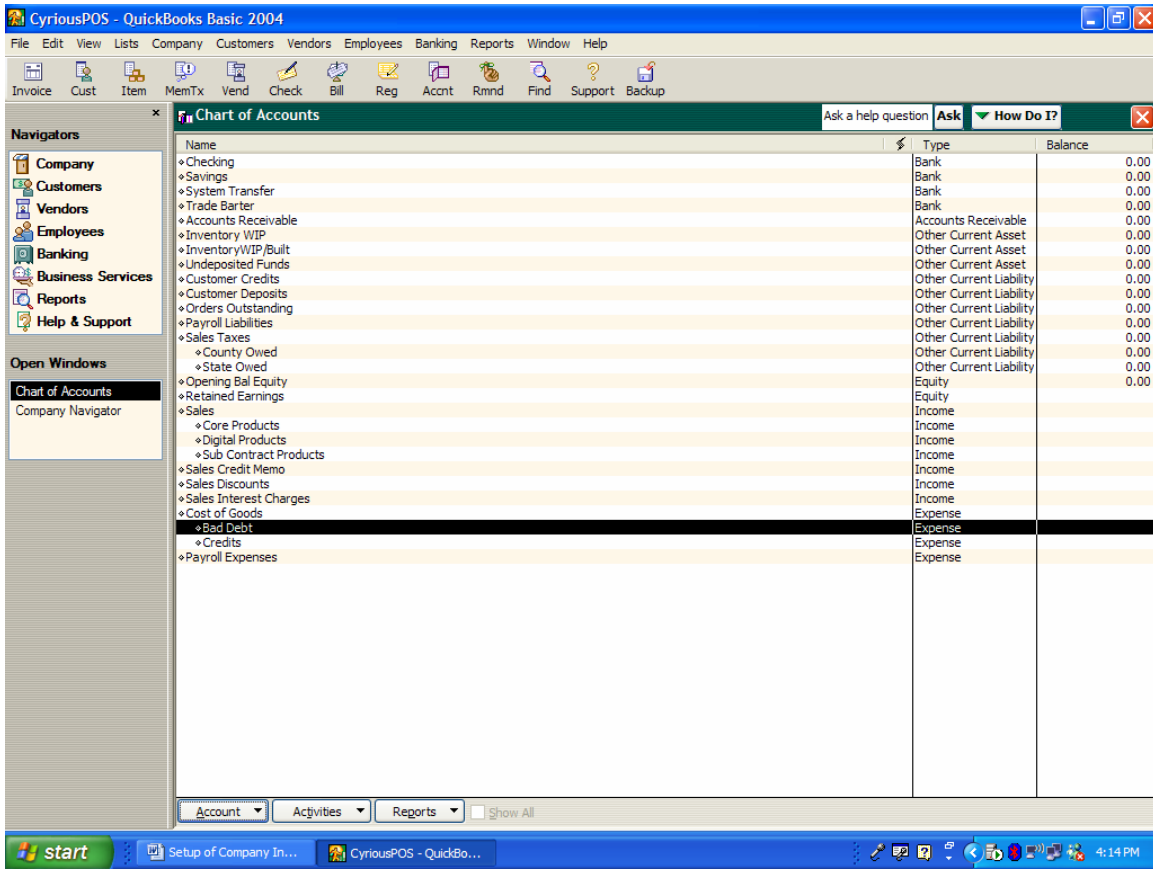 CyriousPOS - QuickBooks Basic 2004
File Edit View Lists Company Customers Vendors Employees Banking Reports Window Help
Invoice Cust Item MemTx Vend Check Bill Reg Accnt Rmnd Find Support Backup
Navigators
Company
Customers
Vendors
Employees
Banking
Business Services
Reports
Help & Support
Open Windows
Chart of Accounts
Company Navigator
Chart of Accounts Ask a help question Ask How Do I?
Name Type Balance
Checking Bank 0.00
Savings Bank 0.00
System Transfer Bank 0.00
Trade Barter Bank 0.00
Accounts Receivable Accounts Receivable 0.00
Inventory WIP Other Current Asset 0.00
InventoryWIP/Built Other Current Asset 0.00
Undeposited Funds Other Current Asset 0.00
Customer Credits Other Current Liability 0.00
Customer Deposits Other Current Liability 0.00
Orders Outstanding Other Current Liability 0.00
Payroll Liabilities Other Current Liability 0.00
Sales Taxes Other Current Liability 0.00
County Owed Other Current Liability 0.00
State Owed Other Current Liability 0.00
Opening Bal Equity Equity 0.00
Retained Earnings Equity
Sales Income
Core Products Income
Digital Products Income
Sub Contract Products Income
Sales Credit Memo Income
Sales Discounts Income
Sales Interest Charges Income
Cost of Goods Expense
Bad Debt Expense
Credits Expense
Payroll Expenses Expense
Account Activities Reports Show All
start Setup of Company In... CyriousPOS - QuickBo... 4:14 PM